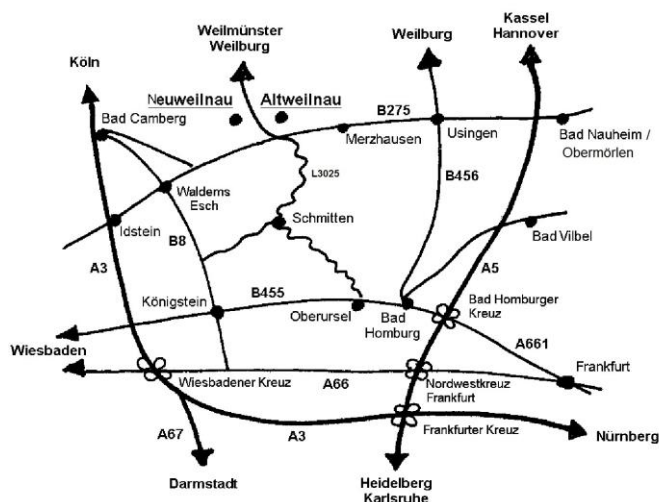 Kassel
Hannover
Weilmünster
Weilburg
Weilburg
Köln
Neuweilnau
Altweilnau
B275
Bad Camberg
Merzhausen
Usingen
Bad Nauheim /
Obermörlen
L3025
B456
Waldems
Esch
Schmitten
Idstein
B8
Bad Vilbel
A3
A5
B455
Königstein
Oberursel
Bad
Homburg
Bad Homburger
Kreuz
Wiesbaden
A661
Frankfurt
Wiesbadener Kreuz
A66
Nordwestkreuz
Frankfurt
A67
A3
Frankfurter Kreuz
Nürnberg
Darmstadt
Heidelberg
Karlsruhe